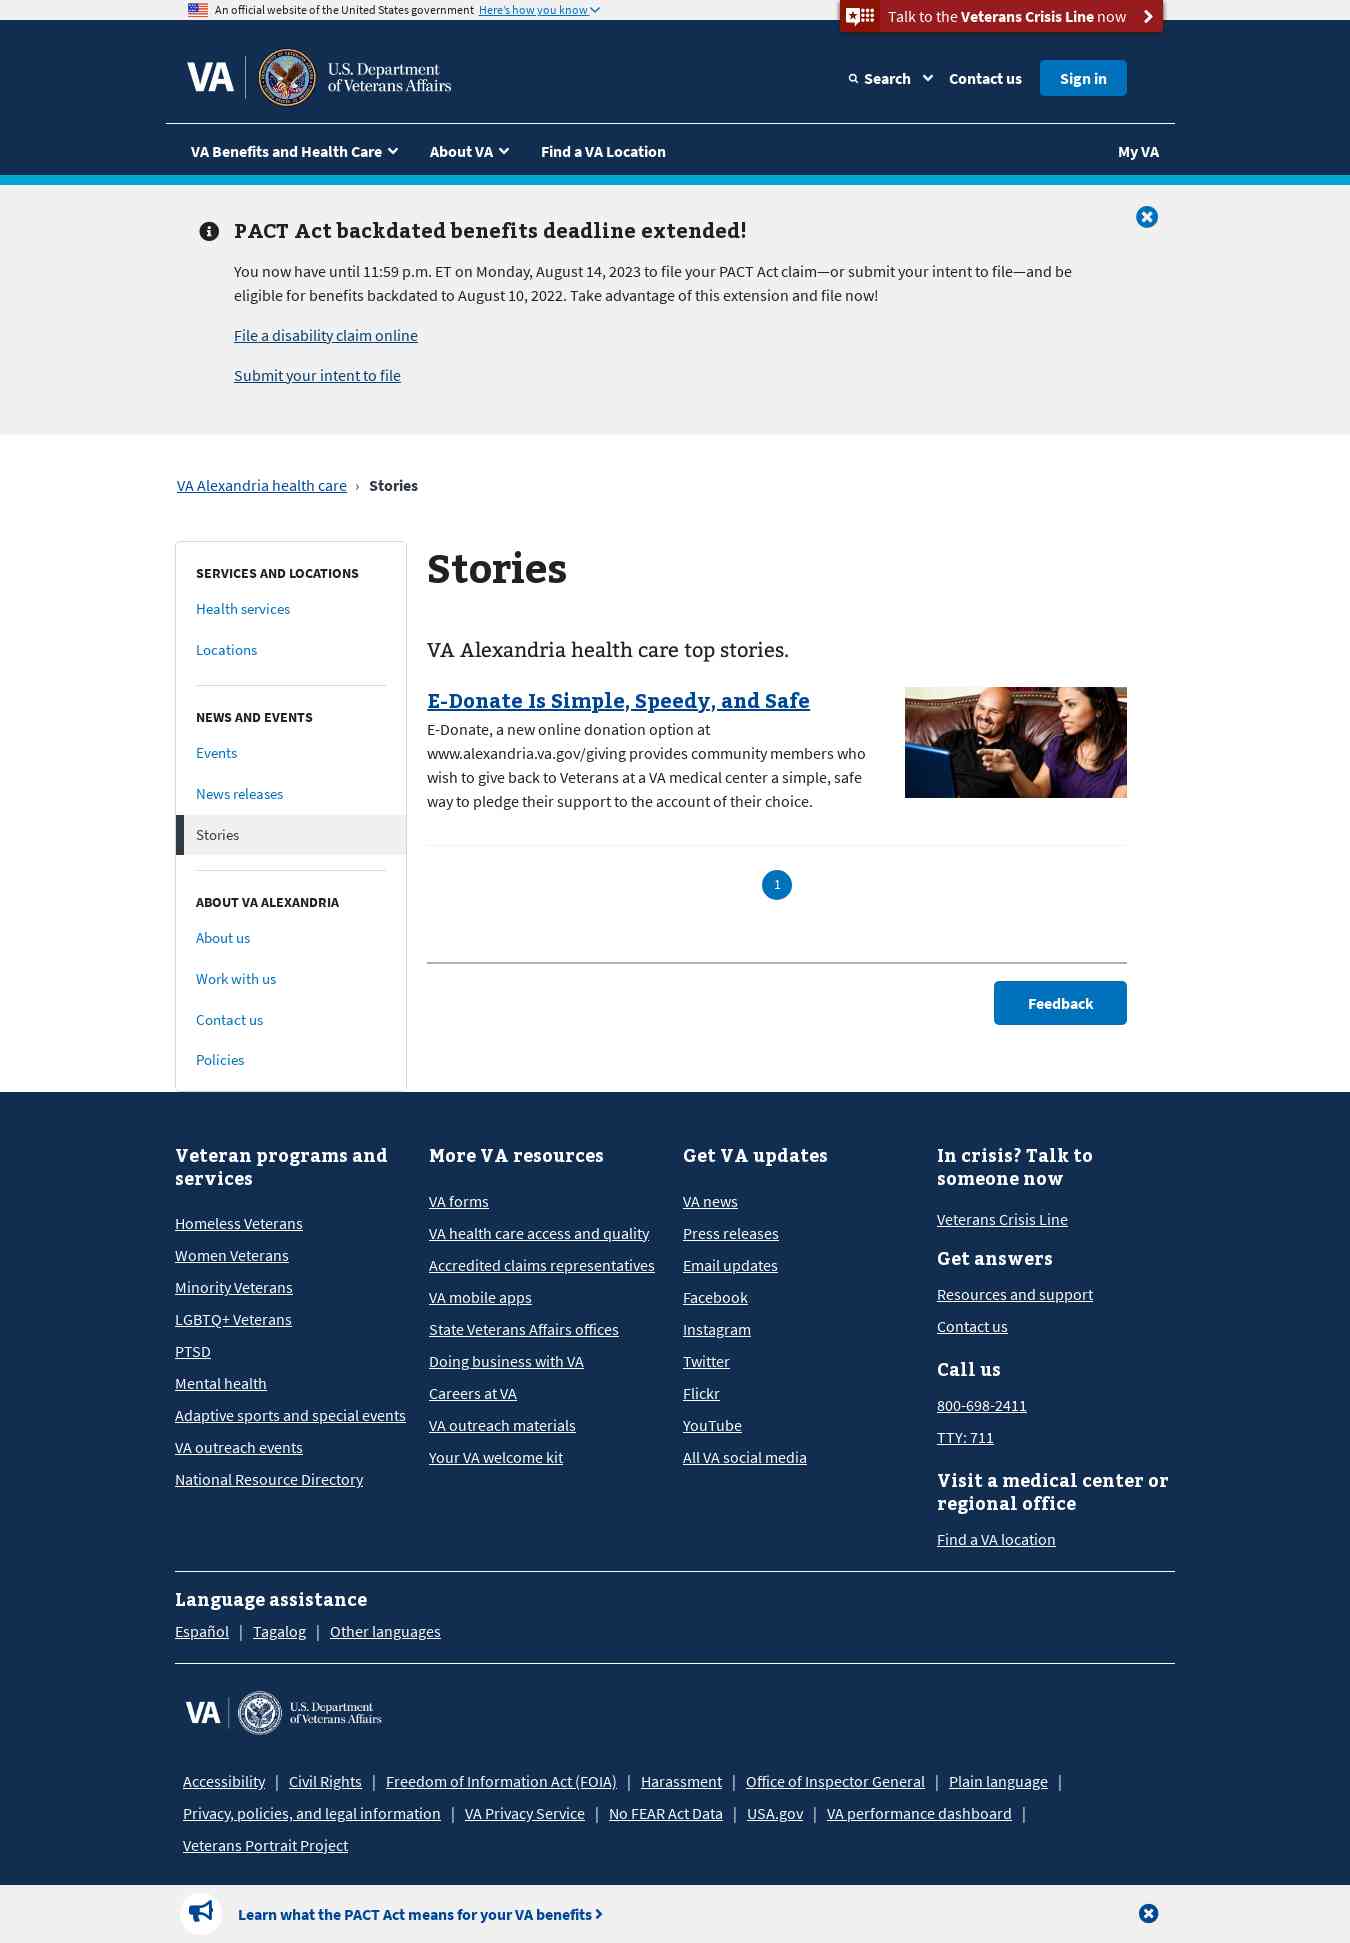 An official website of the United States government Here's how you know
Talk to the Veterans Crisis Line now
VA
U.S. Department
of Veterans Affairs
Search
Contact us
Sign in
VA Benefits and Health Care
About VA
Find a VA Location
My VA
PACT Act backdated benefits deadline extended!
You now have until 11:59 p.m. ET on Monday, August 14, 2023 to file your PACT Act claim—or submit your intent to file—and be
eligible for benefits backdated to August 10, 2022. Take advantage of this extension and file now!
File a disability claim online
Submit your intent to file
VA Alexandria health care › Stories
SERVICES AND LOCATIONS
Health services
Locations
NEWS AND EVENTS
Events
News releases
Stories
ABOUT VA ALEXANDRIA
About us
Work with us
Contact us
Policies
Stories
VA Alexandria health care top stories.
E-Donate Is Simple, Speedy, and Safe
E-Donate, a new online donation option at
www.alexandria.va.gov/giving provides community members who
wish to give back to Veterans at a VA medical center a simple, safe
way to pledge their support to the account of their choice.
1
Feedback
Veteran programs and
services
Homeless Veterans
Women Veterans
Minority Veterans
LGBTQ+ Veterans
PTSD
Mental health
Adaptive sports and special events
VA outreach events
National Resource Directory
More VA resources
VA forms
VA health care access and quality
Accredited claims representatives
VA mobile apps
State Veterans Affairs offices
Doing business with VA
Careers at VA
VA outreach materials
Your VA welcome kit
Get VA updates
VA news
Press releases
Email updates
Facebook
Instagram
Twitter
Flickr
YouTube
All VA social media
In crisis? Talk to
someone now
Veterans Crisis Line
Get answers
Resources and support
Contact us
Call us
800-698-2411
TTY: 711
Visit a medical center or
regional office
Find a VA location
Language assistance
Español | Tagalog | Other languages
VA
U.S. Department
of Veterans Affairs
Accessibility | Civil Rights | Freedom of Information Act (FOIA) | Harassment | Office of Inspector General | Plain language |
Privacy, policies, and legal information | VA Privacy Service | No FEAR Act Data | USA.gov | VA performance dashboard |
Veterans Portrait Project
Learn what the PACT Act means for your VA benefits